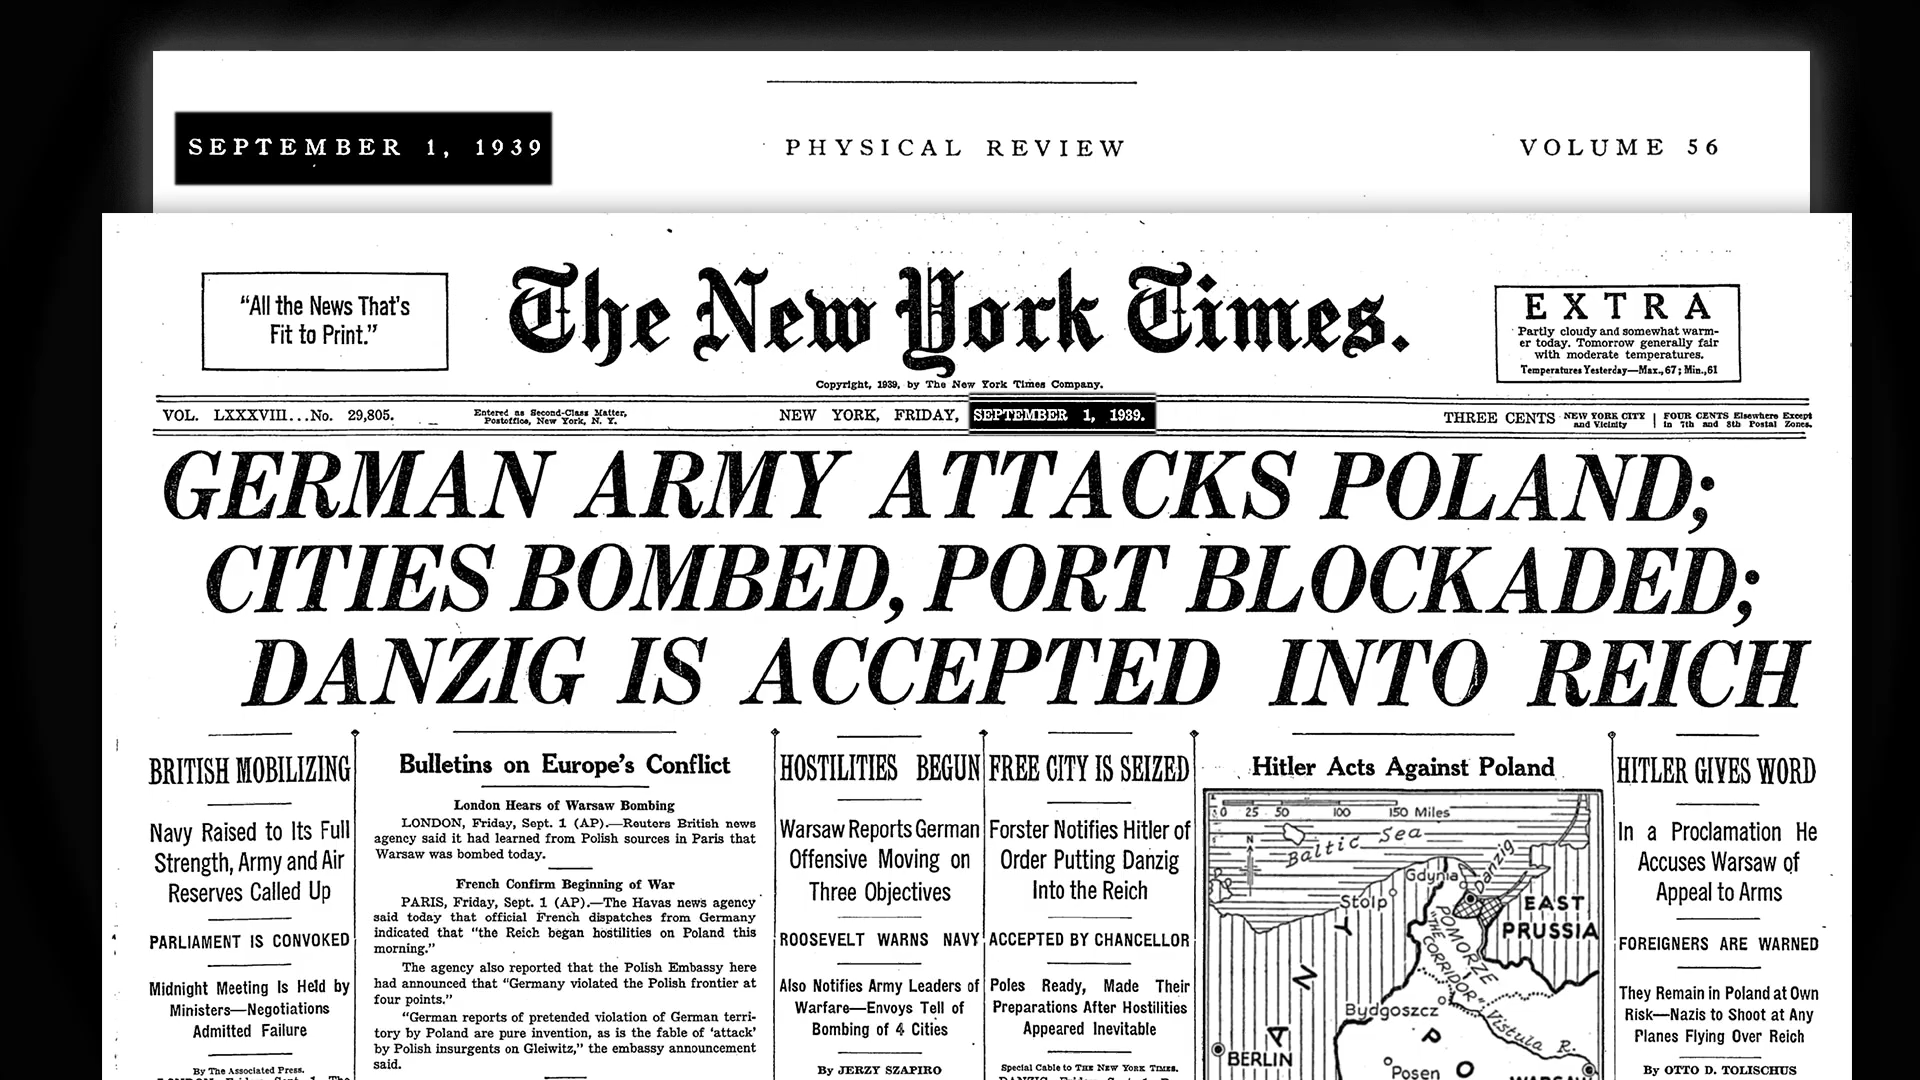 SEPTEMBER 1, 1939
PHYSICAL REVIEW
VOLUME 56
"All the News That's
Fit to Print."
The New York Times.
EXTRA
Partly cloudy and somewhat warm-
er today. Tomorrow generally fair
with moderate temperatures.
Temperatures Yesterday—Max., 67; Min., 61
Copyright, 1939, by The New York Times Company.
VOL. LXXXVIII...No. 29,805.
Entered as Second-Class Matter,
Postoffice, New York, N. Y.
NEW YORK, FRIDAY, SEPTEMBER 1, 1939.
THREE CENTS
NEW YORK CITY
and Vicinity
FOUR CENTS Elsewhere Except
in 7th and 8th Postal Zones.
GERMAN ARMY ATTACKS POLAND;
CITIES BOMBED, PORT BLOCKADED;
DANZIG IS ACCEPTED INTO REICH
BRITISH MOBILIZING
Navy Raised to Its Full
Strength, Army and Air
Reserves Called Up
PARLIAMENT IS CONVOKED
Midnight Meeting Is Held by
Ministers—Negotiations
Admitted Failure
By The Associated Press.
Bulletins on Europe's Conflict
London Hears of Warsaw Bombing
LONDON, Friday, Sept. 1 (AP).—Reuters British news
agency said it had learned from Polish sources in Paris that
Warsaw was bombed today.
French Confirm Beginning of War
PARIS, Friday, Sept. 1 (AP).—The Havas news agency
said today that official French dispatches from Germany
indicated that "the Reich began hostilities on Poland this
morning."
The agency also reported that the Polish Embassy here
had announced that "Germany violated the Polish frontier at
four points."
"German reports of pretended violation of German terri-
tory by Poland are pure invention, as is the fable of 'attack'
by Polish insurgents on Gleiwitz," the embassy announcement
said.
HOSTILITIES BEGUN
Warsaw Reports German
Offensive Moving on
Three Objectives
ROOSEVELT WARNS NAVY
Also Notifies Army Leaders of
Warfare—Envoys Tell of
Bombing of 4 Cities
By JERZY SZAPIRO
FREE CITY IS SEIZED
Forster Notifies Hitler of
Order Putting Danzig
Into the Reich
ACCEPTED BY CHANCELLOR
Poles Ready, Made Their
Preparations After Hostilities
Appeared Inevitable
Special Cable to THE NEW YORK TIMES.
Hitler Acts Against Poland
0 25 50 100 150 Miles
N
Baltic Sea
Danzig
Gdynia
Stolp
EAST
PRUSSIA
POMORZE
"THE CORRIDOR"
Bydgoszcz
Vistula R.
BERLIN
Posen
P O
WARSAW
HITLER GIVES WORD
In a Proclamation He
Accuses Warsaw of
Appeal to Arms
FOREIGNERS ARE WARNED
They Remain in Poland at Own
Risk—Nazis to Shoot at Any
Planes Flying Over Reich
By OTTO D. TOLISCHUS